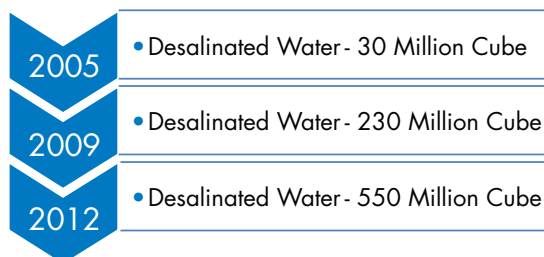 2005
• Desalinated Water - 30 Million Cube
2009
• Desalinated Water - 230 Million Cube
2012
• Desalinated Water - 550 Million Cube